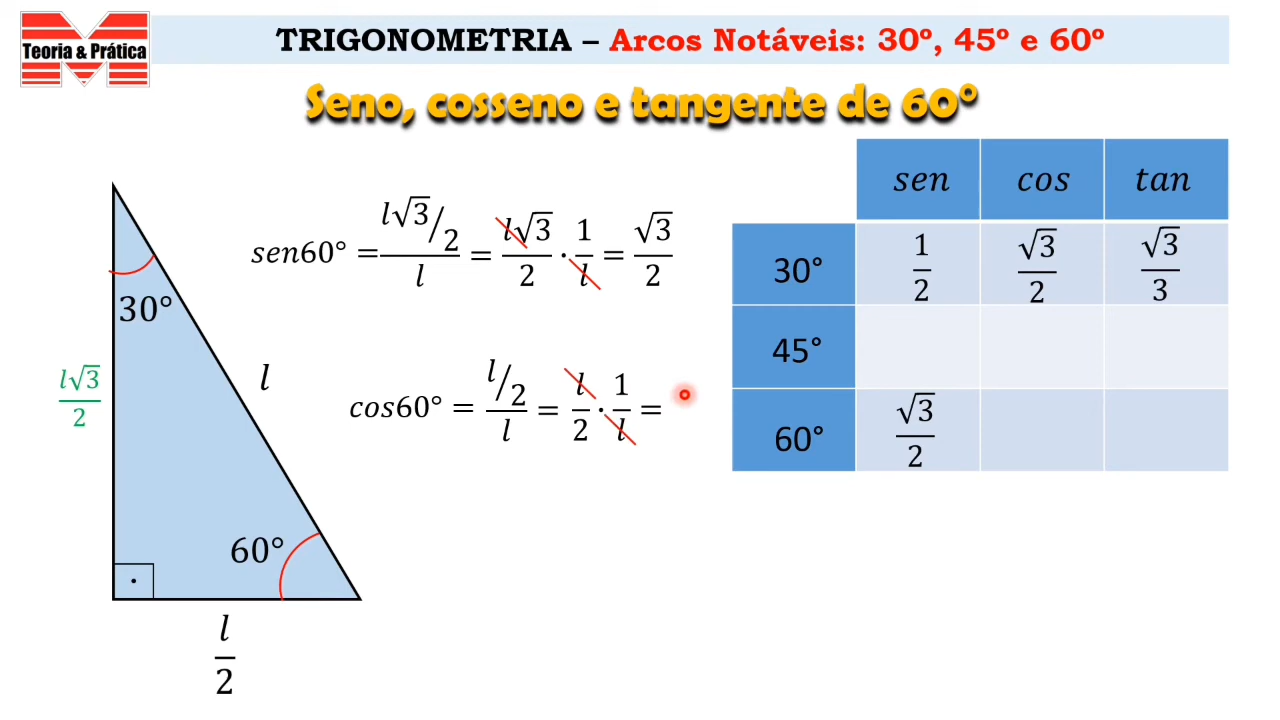 Teoria & Prática
TRIGONOMETRIA – Arcos Notáveis: 30º, 45º e 60º
Seno, cosseno e tangente de 60°
sen cos tan
30° 1/2 √3/2 √3/3
45°
60° √3/2
sen60° = (l√3/2)/l = l√3/2 · 1/l = √3/2
cos60° = (l/2)/l = l/2 · 1/l =
30°
l√3/2
l
60°
l/2